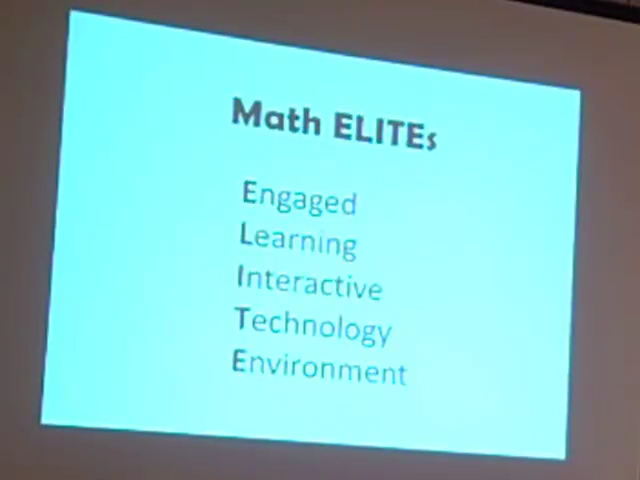 Math ELITEs
Engaged
Learning
Interactive
Technology
Environment